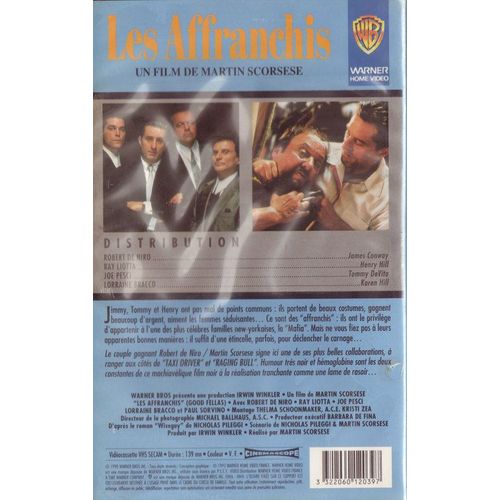 Les Affranchis
UN FILM DE MARTIN SCORSESE
WB
WARNER
HOME VIDEO
DISTRIBUTION
ROBERT DE NIRO James Conway
RAY LIOTTA Henry Hill
JOE PESCI Tommy DeVito
LORRAINE BRACCO Karen Hill
Jimmy, Tommy et Henry ont pas mal de points communs : ils portent de beaux costumes, gagnent
beaucoup d'argent, aiment les femmes séduisantes... Ce sont des "affranchis" : ils ont le privilège
d'appartenir à l'une des plus célèbres familles new-yorkaises, la "Mafia". Mais ne vous fiez pas à leurs
apparentes bonnes manières : il suffit d'une étincelle, parfois, pour déclencher le carnage...
Le couple gagnant Robert de Niro / Martin Scorsese signe ici une de ses plus belles collaborations, à
ranger aux côtés de "TAXI DRIVER" et "RAGING BULL". Humour très noir et hémoglobine sont les deux
constantes de ce machiavélique film noir à la réalisation tranchante comme une lame de rasoir...
WARNER BROS présente une production IRWIN WINKLER • Un film de MARTIN SCORSESE
"LES AFFRANCHIS" (GOOD FELLAS) • Avec ROBERT DE NIRO • RAY LIOTTA • JOE PESCI
LORRAINE BRACCO et PAUL SORVINO • Montage THELMA SCHOONMAKER, A.C.E. KRISTI ZEA
Directeur de la photographie MICHAEL BALLHAUS, A.S.C. • Producteur exécutif BARBARA DE FINA
D'après le roman "Wiseguy" de NICHOLAS PILEGGI • Scénario de NICHOLAS PILEGGI & MARTIN SCORSESE
Produit par IRWIN WINKLER • Réalisé par MARTIN SCORSESE
Vidéocassette VHS SECAM • Durée : 139 mn • Couleur • V. F.
CINEMASCOPE
3 322060 120397